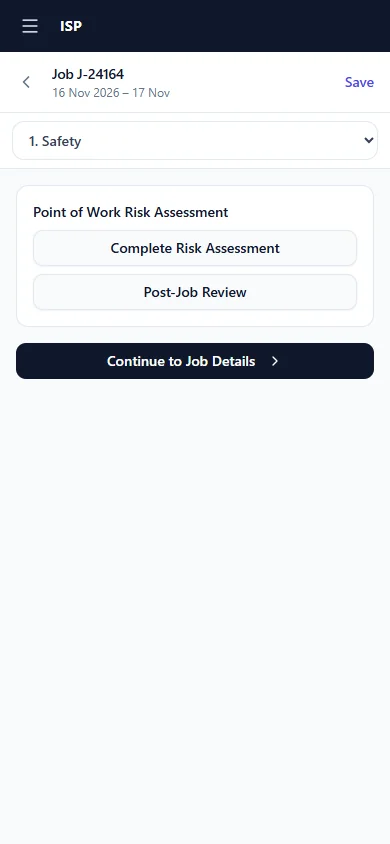 ISP
Job J-24164
16 Nov 2026 – 17 Nov
Save
1. Safety
Point of Work Risk Assessment
Complete Risk Assessment
Post-Job Review
Continue to Job Details